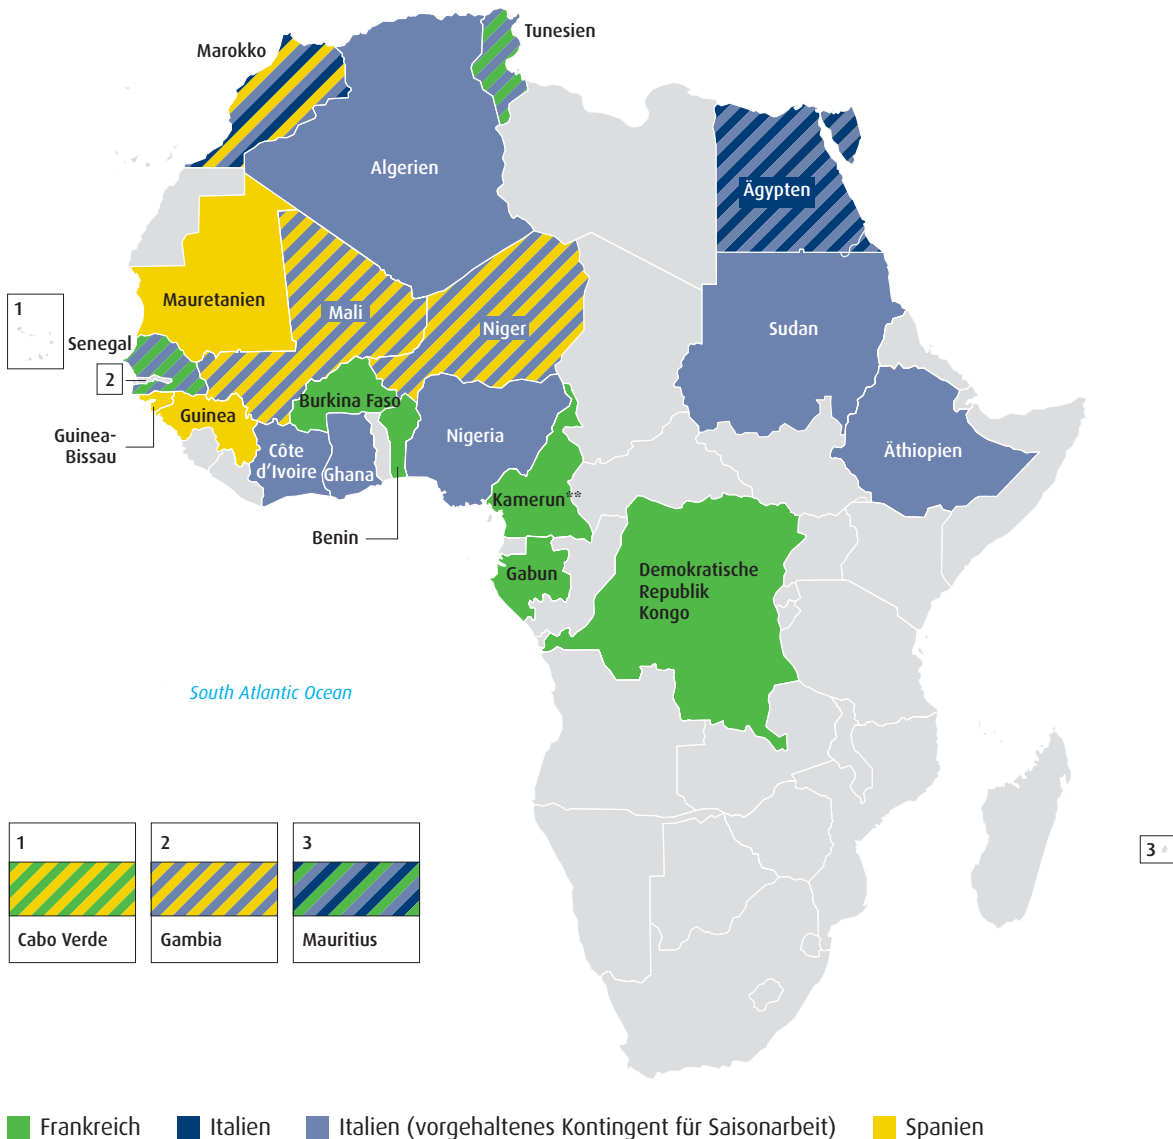 Marokko
Tunesien
Algerien
Ägypten
Mauretanien
Mali
Niger
Sudan
1
Senegal
2
Burkina Faso
Guinea
Nigeria
Guinea-
Bissau
Côte
d’Ivoire
Ghana
Äthiopien
Kamerun**
Benin
Gabun
Demokratische
Republik
Kongo
South Atlantic Ocean
1
Cabo Verde
2
Gambia
3
Mauritius
3
Frankreich
Italien
Italien (vorgehaltenes Kontingent für Saisonarbeit)
Spanien